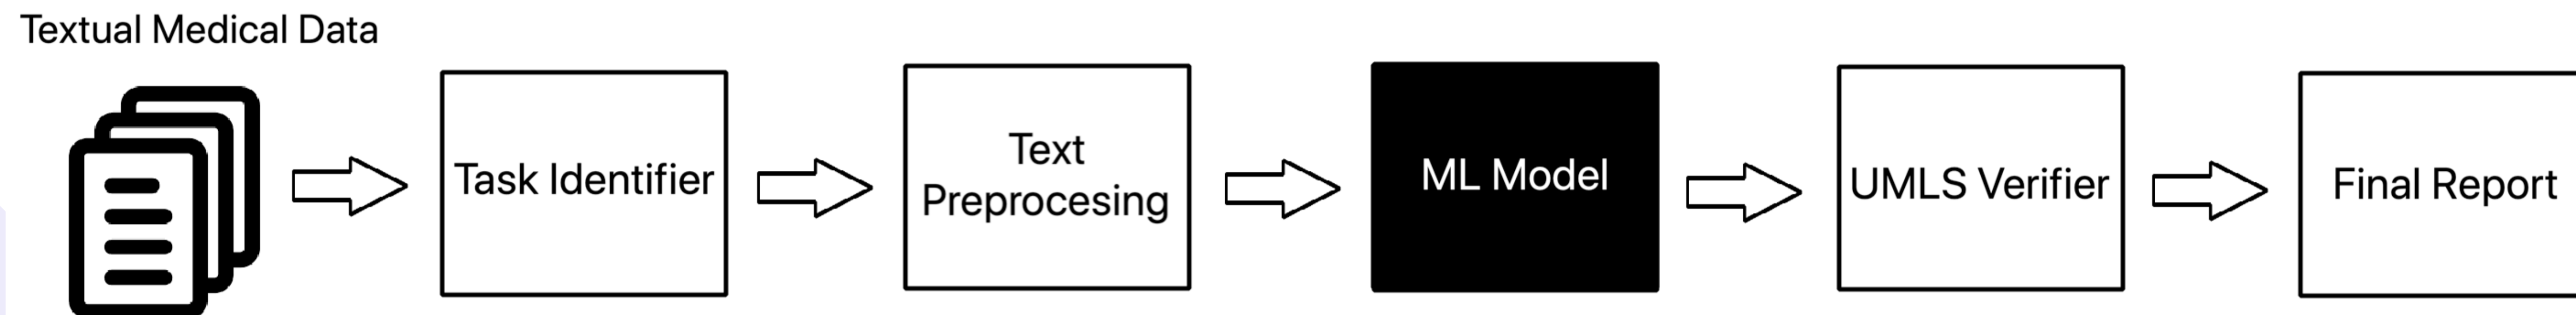 Textual Medical Data
Task Identifier
Text
Preprocesing
ML Model
UMLS Verifier
Final Report